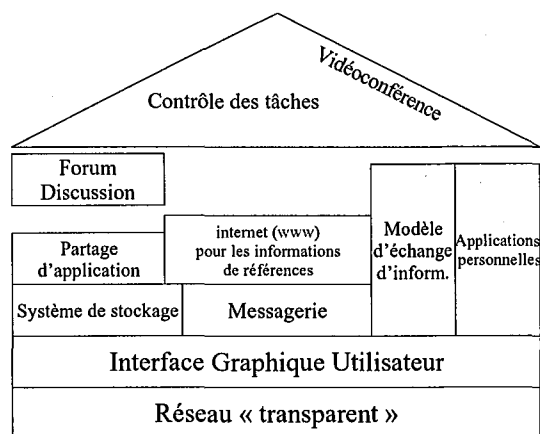 Vidéoconférence
Contrôle des tâches
Forum
Discussion
Partage
d'application
internet (www)
pour les informations
de références
Modèle
d'échange
d'inform.
Applications
personnelles
Système de stockage
Messagerie
Interface Graphique Utilisateur
Réseau « transparent »